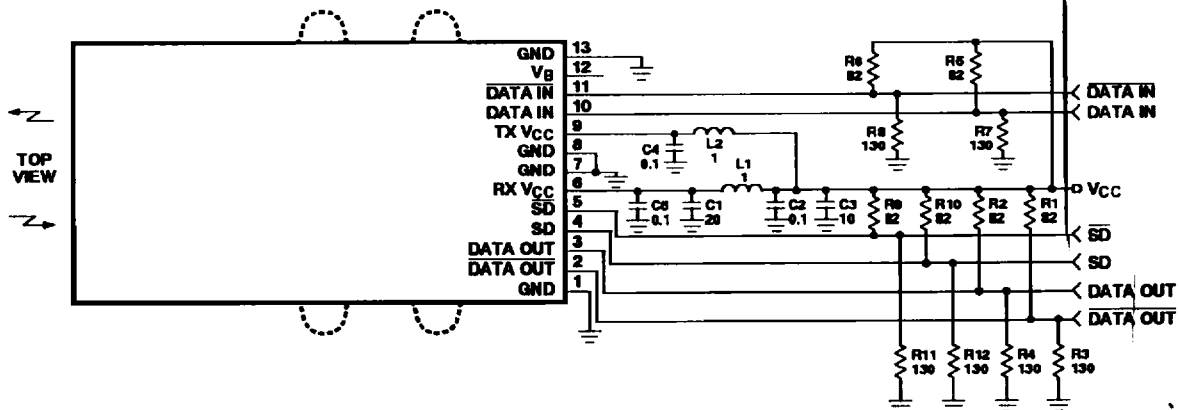 GND 13
VB 12
DATA IN 11
DATA IN 10
TX VCC 9
GND 8
GND 7
RX VCC 6
SD 5
SD 4
DATA OUT 3
DATA OUT 2
GND 1
TOP
VIEW
R6
82
R5
82
DATA IN
DATA IN
R8
130
R7
130
C4
0.1
L2
1
L1
1
VCC
C1
20
C2
0.1
C3
10
R9
82
R10
82
R2
82
R1
82
0.1
SD
SD
DATA OUT
DATA OUT
R11
130
R12
130
R4
130
R3
130